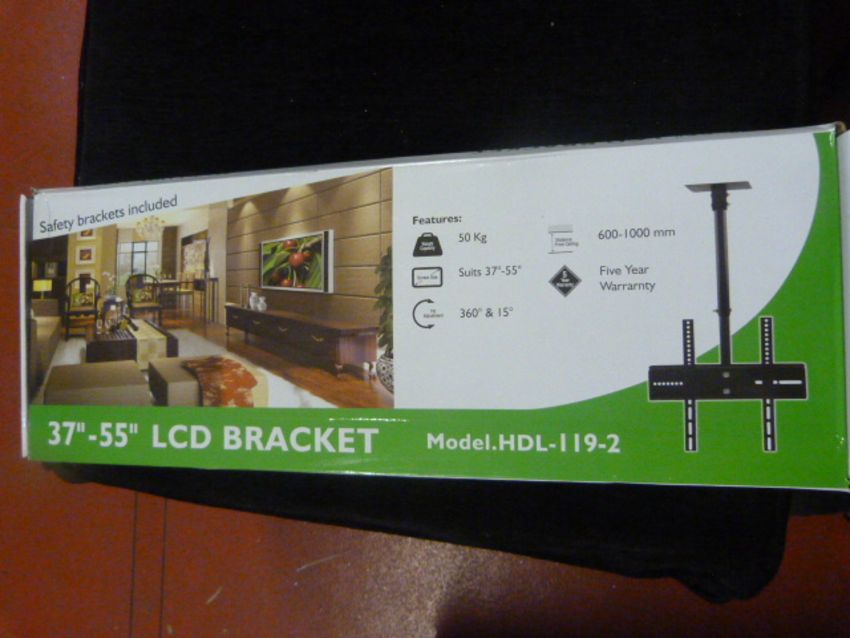 Safety brackets included
Features:
50 Kg
600-1000 mm
Suits 37"-55"
Five Year
Warrarnty
360° & 15°
37"-55" LCD BRACKET
Model.HDL-119-2